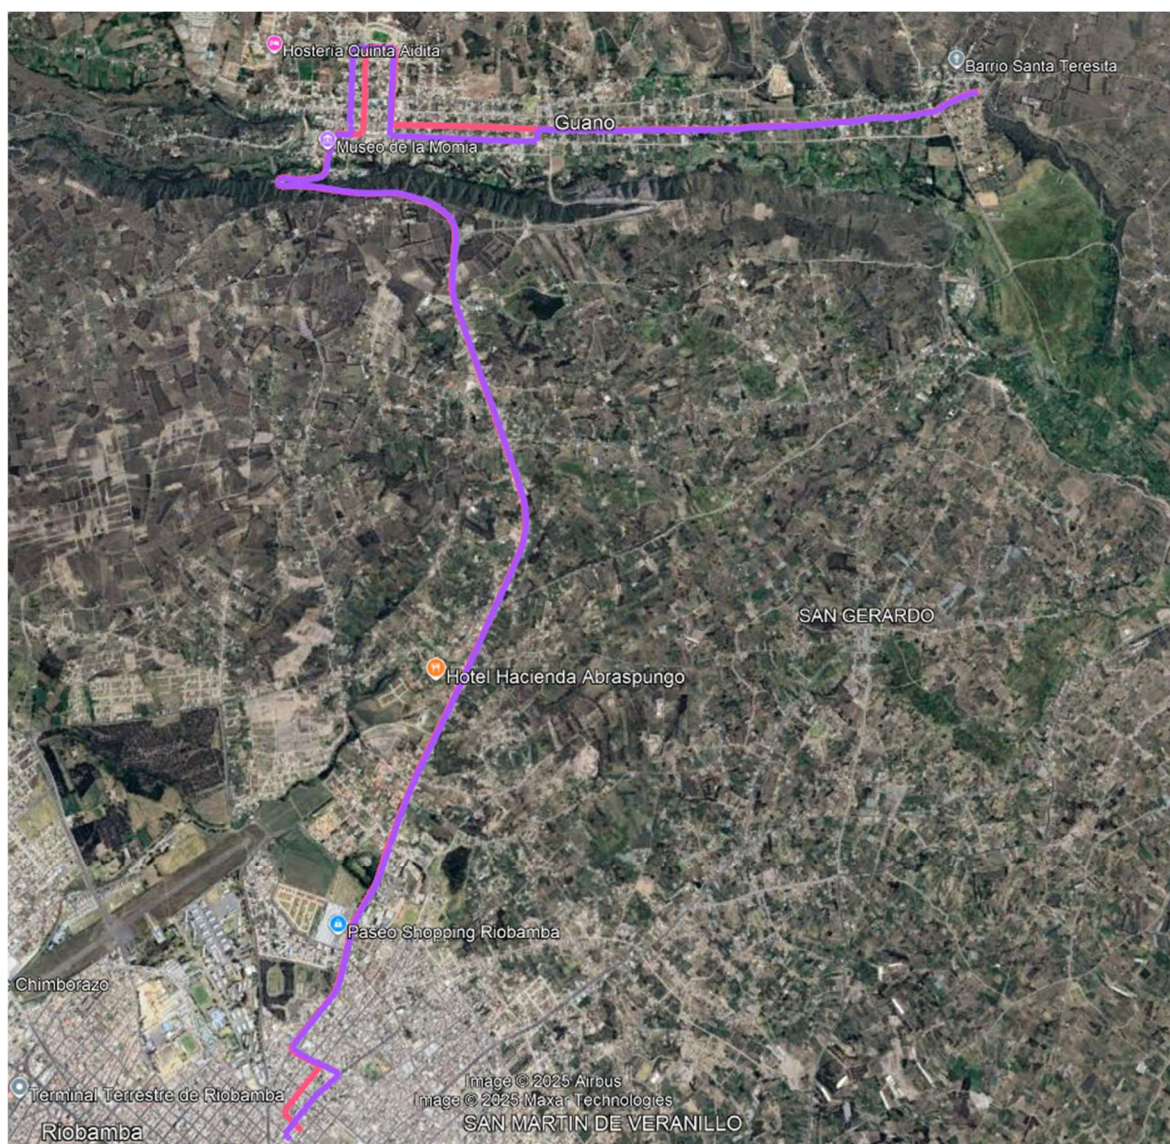 Hosteria Quinta Aidita
Barrio Santa Teresita
Guano
Museo de la Momia
SAN GERARDO
Hotel Hacienda Abraspungo
Paseo Shopping Riobamba
Chimborazo
Image © 2025 Airbus
Terminal Terrestre de Riobamba
Image © 2025 Maxar Technologies
SAN MARTIN DE VERANILLO
Riobamba